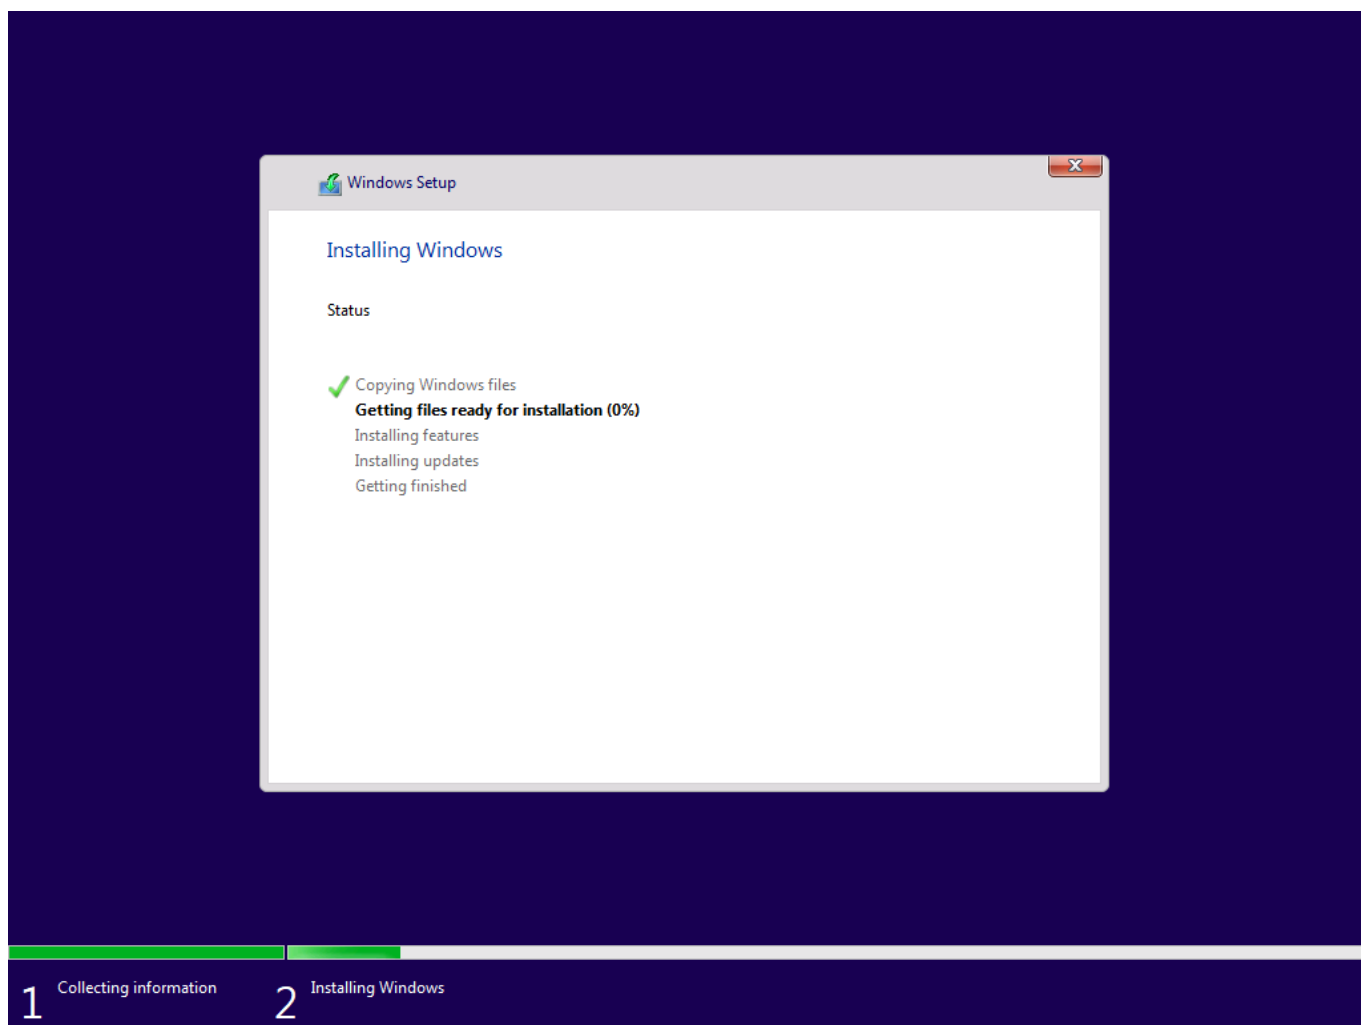 Windows Setup
Installing Windows
Status
Copying Windows files
Getting files ready for installation (0%)
Installing features
Installing updates
Getting finished
1 Collecting information
2 Installing Windows